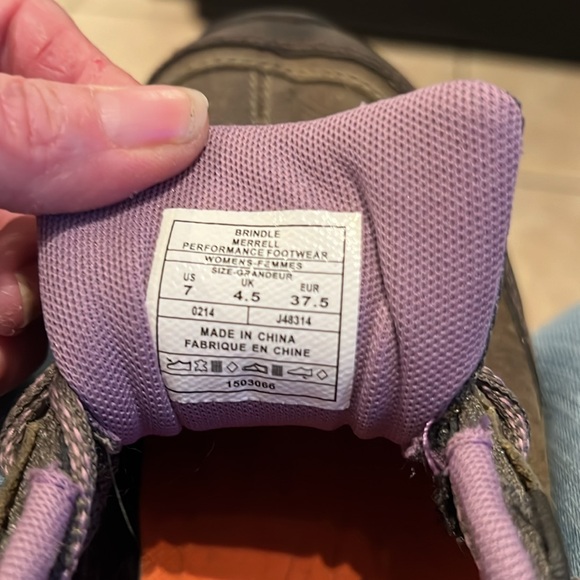 BRINDLE
MERRELL
PERFORMANCE FOOTWEAR
WOMENS-FEMMES
SIZE-GRANDEUR
US UK EUR
7 4.5 37.5
0214 J48314
MADE IN CHINA
FABRIQUE EN CHINE
1503066